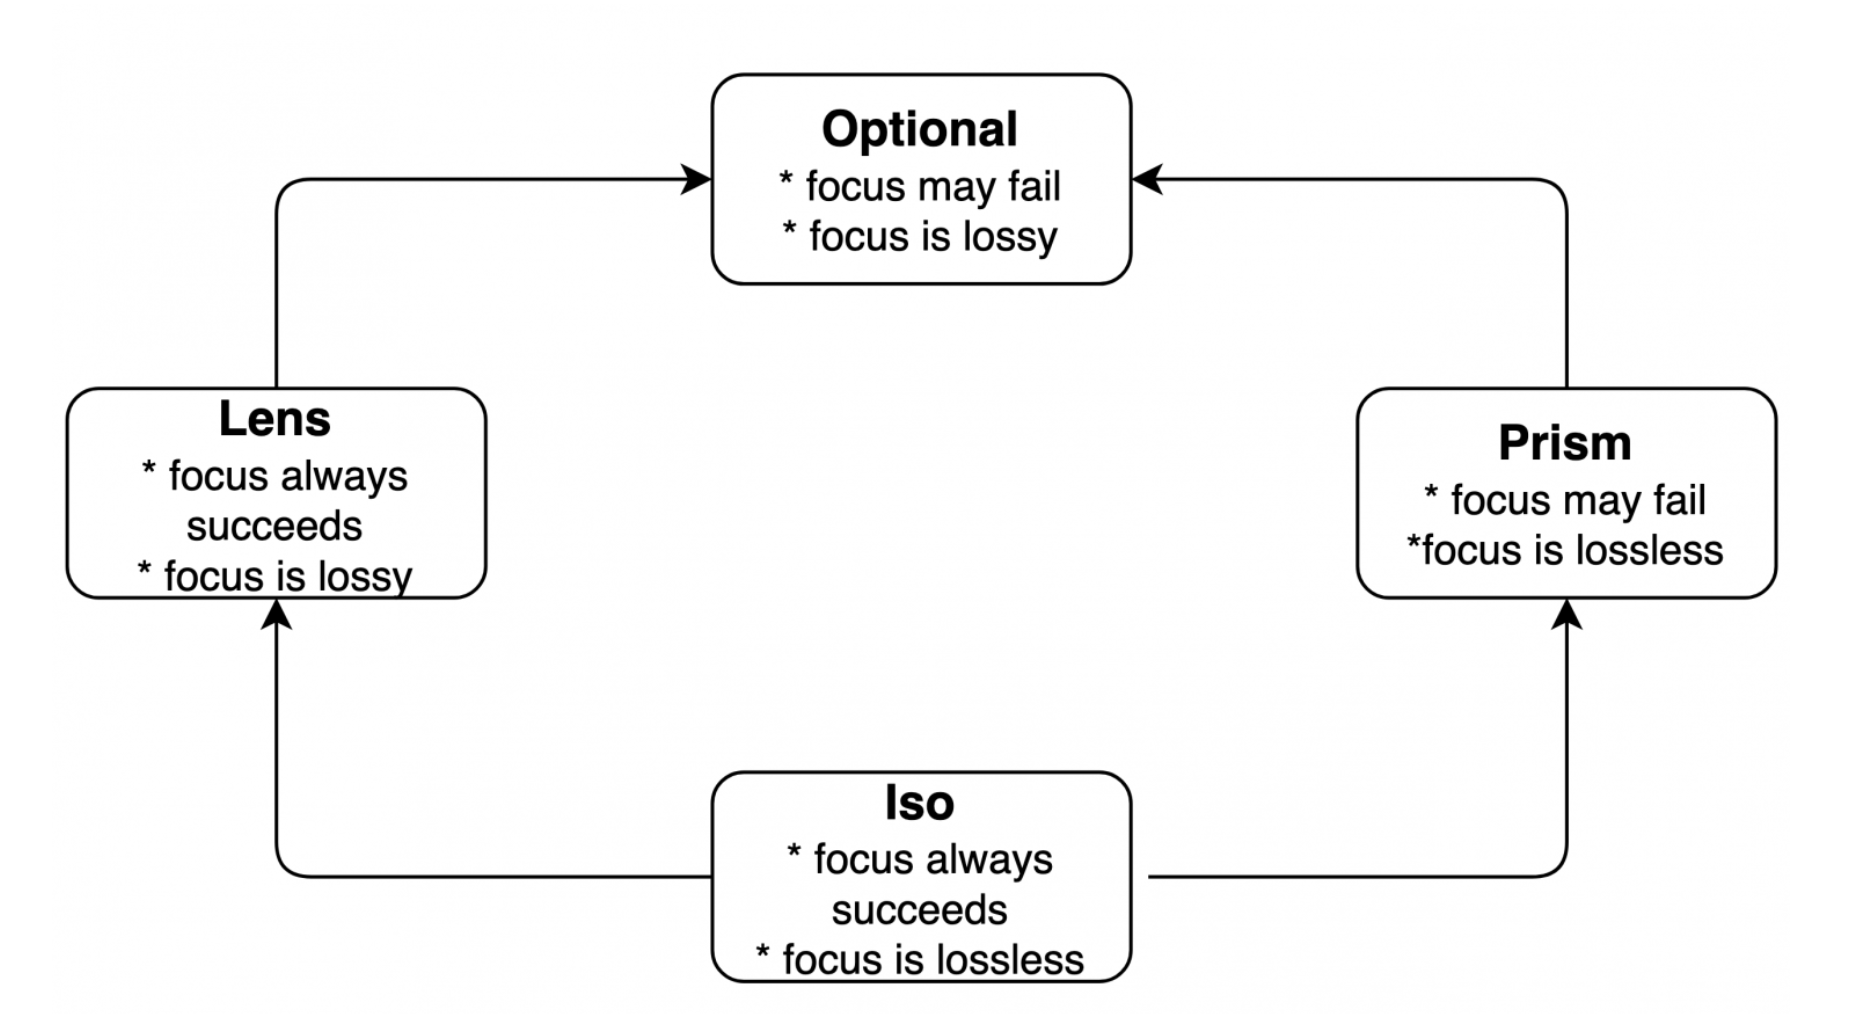 Optional
* focus may fail
* focus is lossy
Lens
* focus always
succeeds
* focus is lossy
Prism
* focus may fail
*focus is lossless
Iso
* focus always
succeeds
* focus is lossless